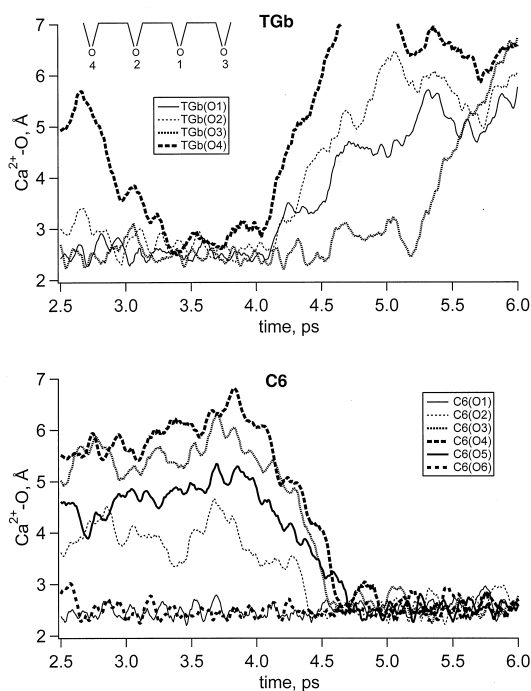 TGb
O O O O
4 2 1 3
TGb(O1)
TGb(O2)
TGb(O3)
TGb(O4)
7
6
5
4
3
2
Ca2+-O, Å
2.5 3.0 3.5 4.0 4.5 5.0 5.5 6.0
time, ps
C6
C6(O1)
C6(O2)
C6(O3)
C6(O4)
C6(O5)
C6(O6)
7
6
5
4
3
2
Ca2+-O, Å
2.5 3.0 3.5 4.0 4.5 5.0 5.5 6.0
time, ps